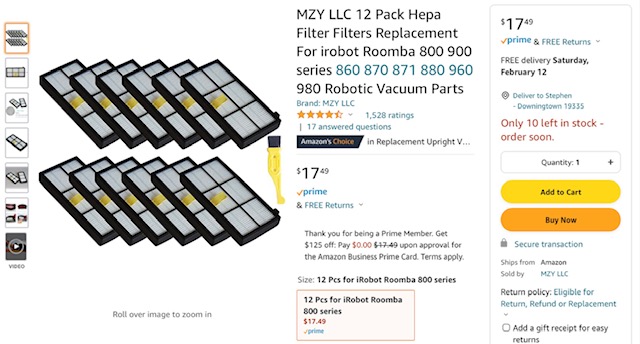 MZY LLC 12 Pack Hepa
Filter Filters Replacement
For irobot Roomba 800 900
series 860 870 871 880 960
980 Robotic Vacuum Parts
Brand: MZY LLC
1,528 ratings
| 17 answered questions
Amazon's Choice in Replacement Upright V...
$17 49
prime
& FREE Returns
Thank you for being a Prime Member. Get
$125 off: Pay $0.00 $17.49 upon approval for
the Amazon Business Prime Card. Terms apply.
Size: 12 Pcs for iRobot Roomba 800 series
12 Pcs for iRobot Roomba
800 series
$17.49
prime
VIDEO
Roll over image to zoom in
$17 49
prime & FREE Returns
FREE delivery Saturday,
February 12
Deliver to Stephen
- Downingtown 19335
Only 10 left in stock -
order soon.
Quantity: 1 +
Add to Cart
Buy Now
Secure transaction
Ships from Amazon
Sold by MZY LLC
Return policy: Eligible for
Return, Refund or Replacement
Add a gift receipt for easy
returns